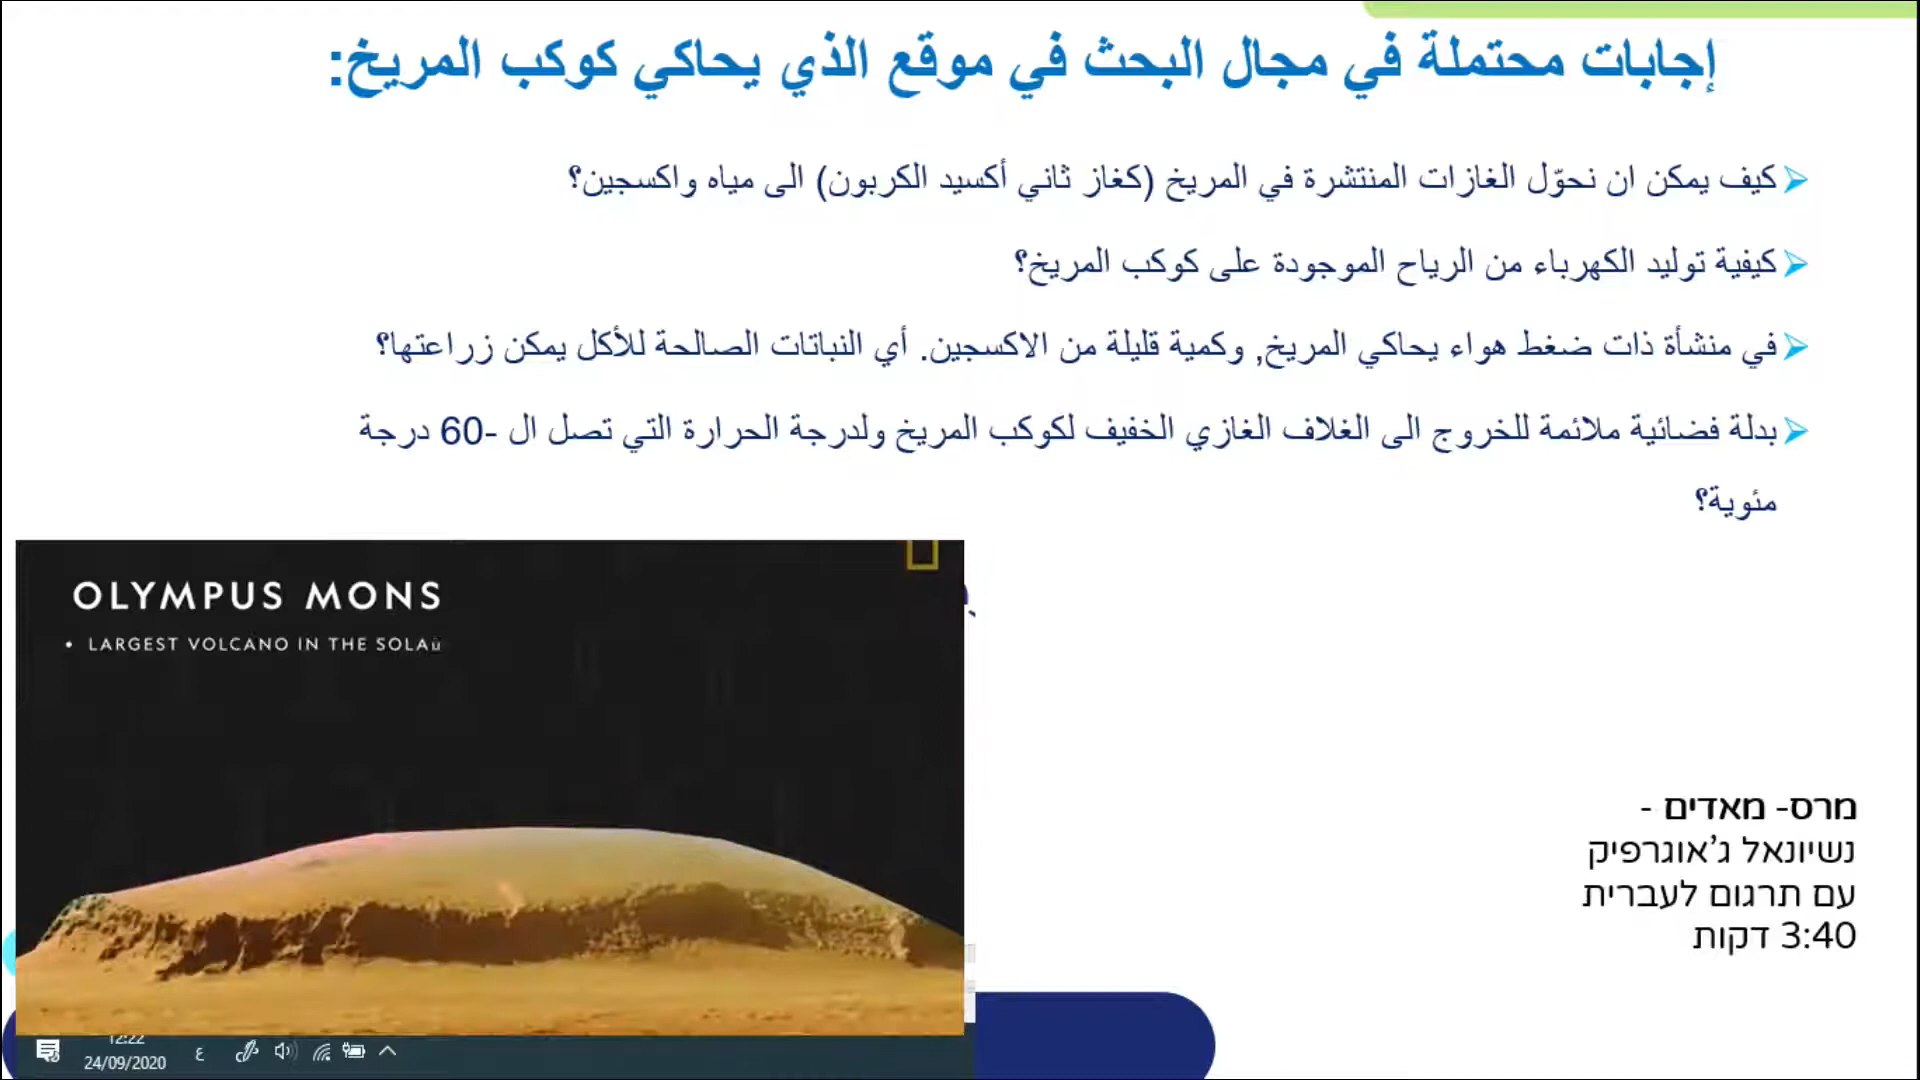 إجابات محتملة في مجال البحث في موقع الذي يحاكي كوكب المريخ:
كيف يمكن ان نحوّل الغازات المنتشرة في المريخ (كغاز ثاني أكسيد الكربون) الى مياه واكسجين؟
كيفية توليد الكهرباء من الرياح الموجودة على كوكب المريخ؟
في منشأة ذات ضغط هواء يحاكي المريخ, وكمية قليلة من الاكسجين. أي النباتات الصالحة للأكل يمكن زراعتها؟
بدلة فضائية ملائمة للخروج الى الغلاف الغازي الخفيف لكوكب المريخ ولدرجة الحرارة التي تصل ال -60 درجة
مئوية؟
OLYMPUS MONS
• LARGEST VOLCANO IN THE
מרס- מאדים -
נשיונאל ג'אוגרפיק
עם תרגום לעברית
3:40 דקות
12:22
24/09/2020
ع